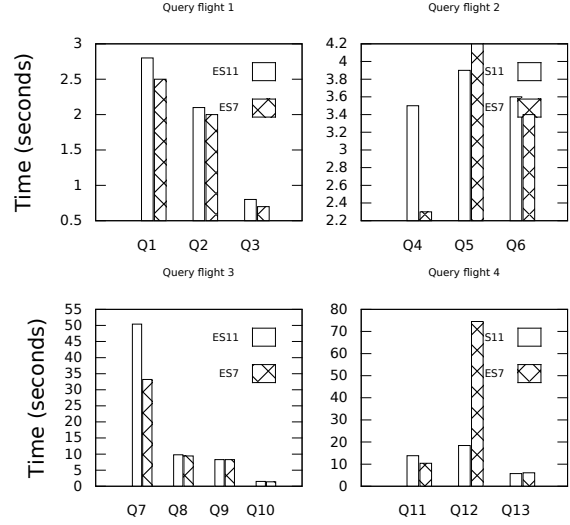 Query flight 1
Query flight 2
3
2.5
2
1.5
1
0.5
Time (seconds)
ES11
ES7
Q1 Q2 Q3
4.2
4
3.8
3.6
3.4
3.2
3
2.8
2.6
2.4
2.2
S11
ES7
Q4 Q5 Q6
Query flight 3
Query flight 4
55
50
45
40
35
30
25
20
15
10
5
0
Time (seconds)
ES11
ES7
Q7 Q8 Q9 Q10
80
70
60
50
40
30
20
10
0
S11
ES7
Q11 Q12 Q13